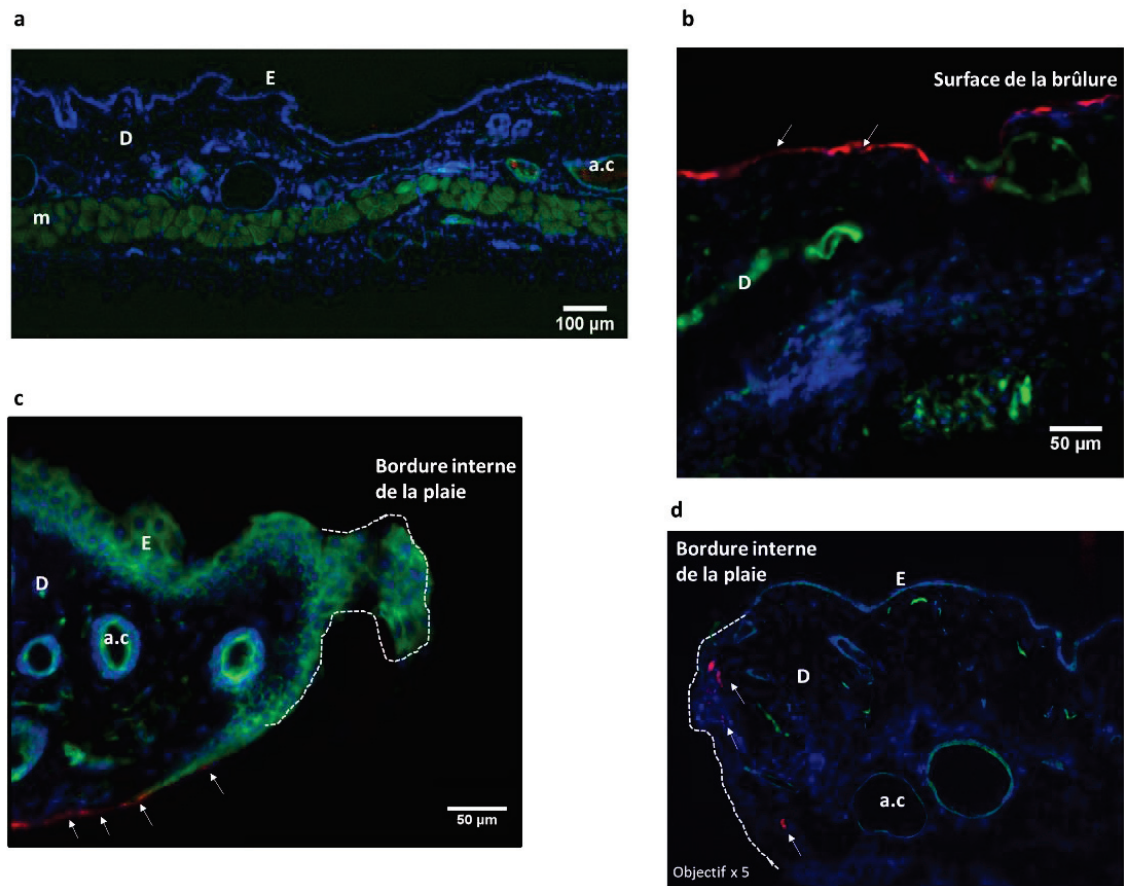 a
E
D
a.c
m
100 µm
b
Surface de la brûlure
D
50 µm
c
Bordure interne
de la plaie
E
D
a.c
50 µm
d
Bordure interne
de la plaie
E
D
a.c
Objectif x 5